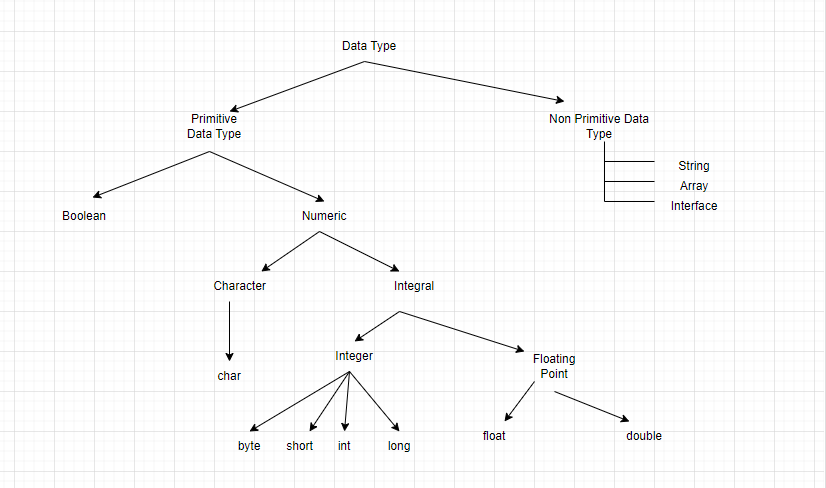 Data Type
Primitive
Data Type
Non Primitive Data
Type
String
Array
Interface
Boolean
Numeric
Character
Integral
char
Integer
Floating
Point
byte
short
int
long
float
double